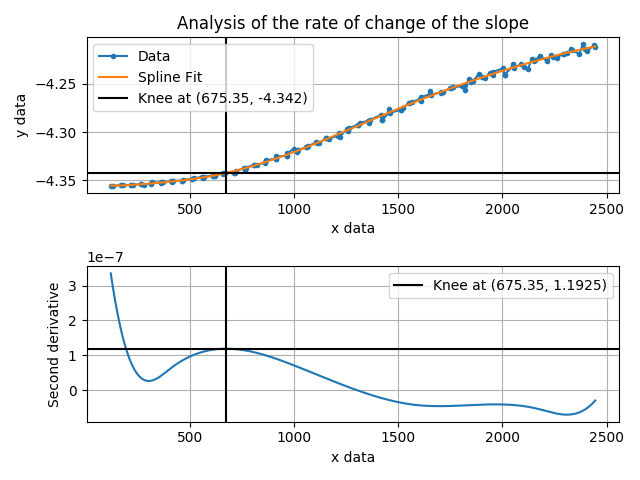 Analysis of the rate of change of the slope
Data
Spline Fit
Knee at (675.35, -4.342)
y data
−4.25
−4.30
−4.35
500
1000
1500
2000
2500
x data
1e−7
Knee at (675.35, 1.1925)
Second derivative
3
2
1
0
500
1000
1500
2000
2500
x data